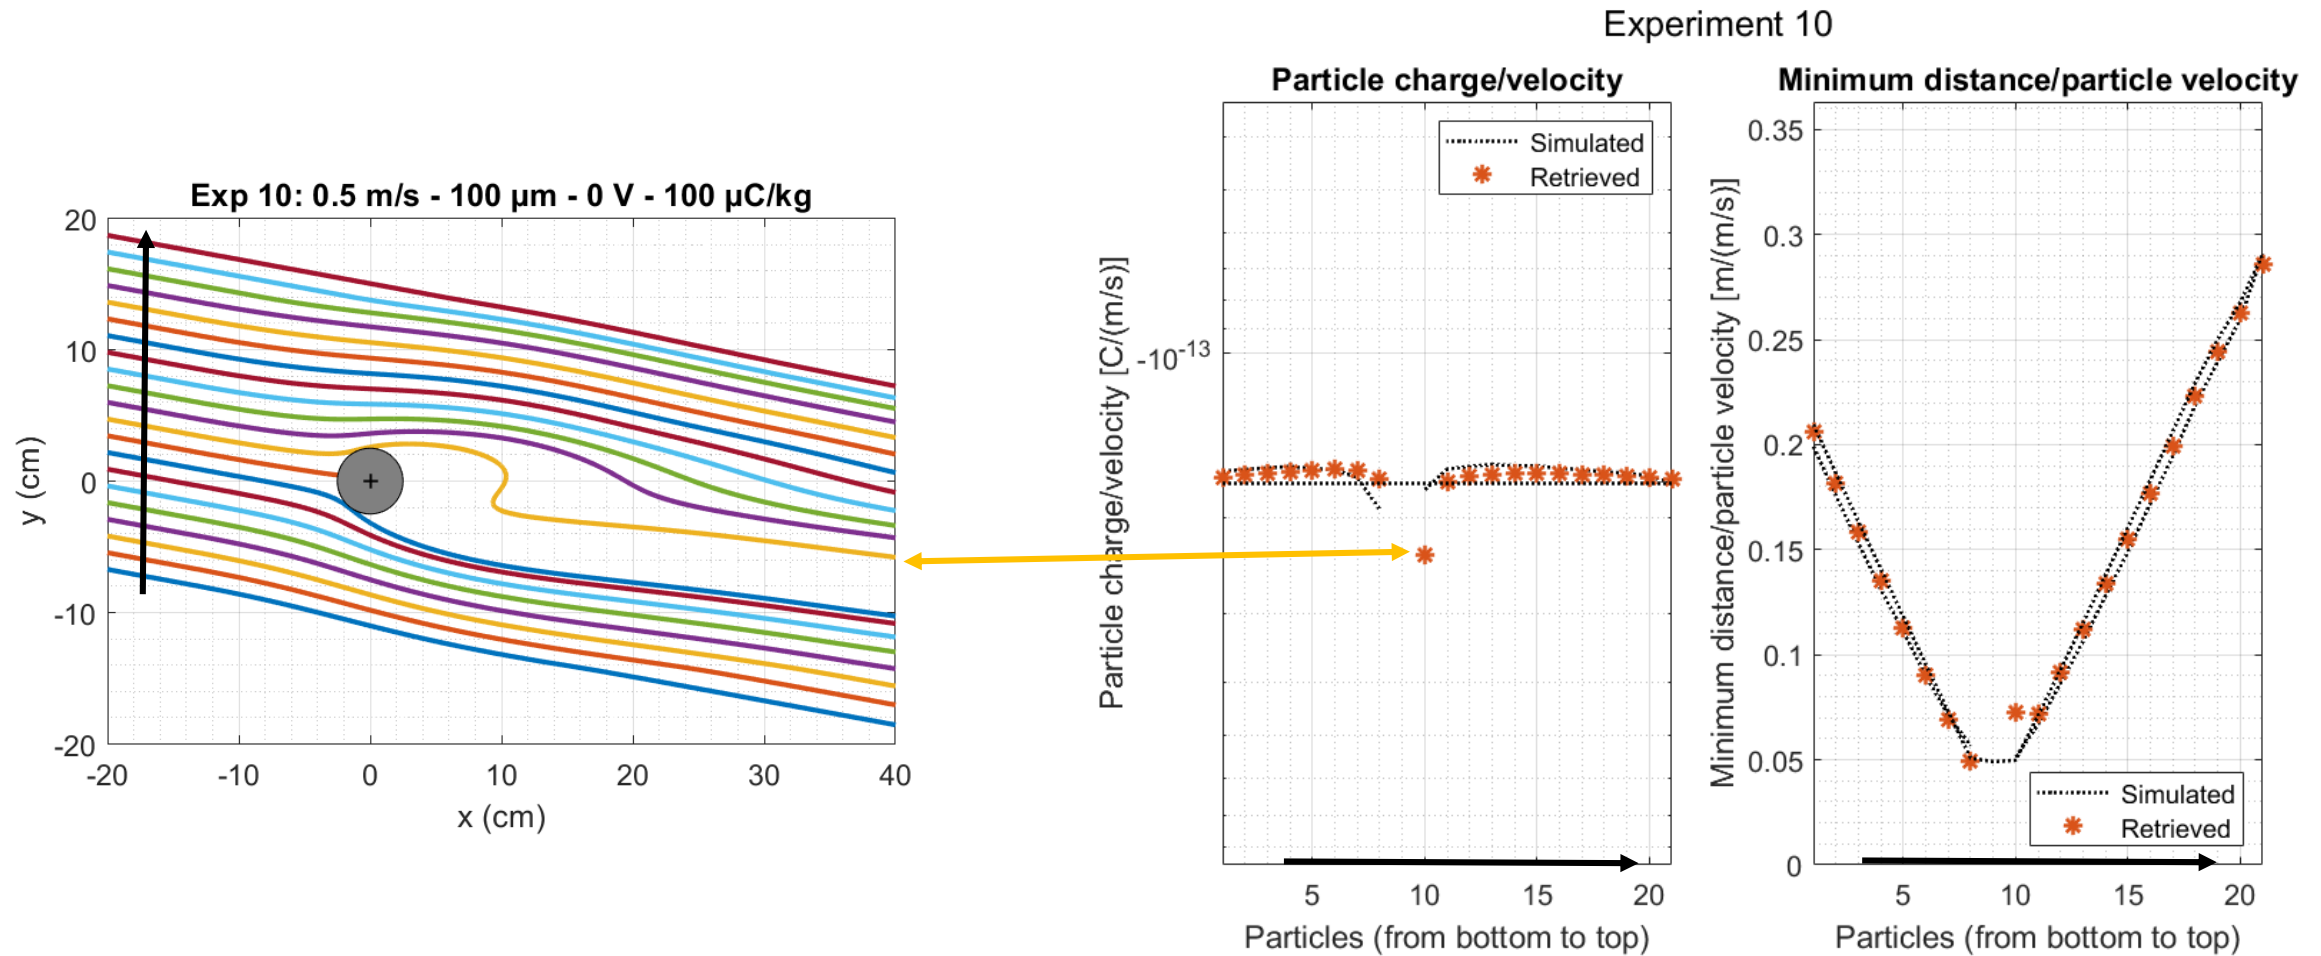 Experiment 10
Exp 10: 0.5 m/s - 100 µm - 0 V - 100 µC/kg
20
10
0
-10
-20
-20 -10 0 10 20 30 40
x (cm)
y (cm)
Particle charge/velocity
Simulated
Retrieved
-10^-13
Particle charge/velocity [C/(m/s)]
5 10 15 20
Particles (from bottom to top)
Minimum distance/particle velocity
0.35
0.3
0.25
0.2
0.15
0.1
0.05
0
Minimum distance/particle velocity [m/(m/s)]
Simulated
Retrieved
5 10 15 20
Particles (from bottom to top)